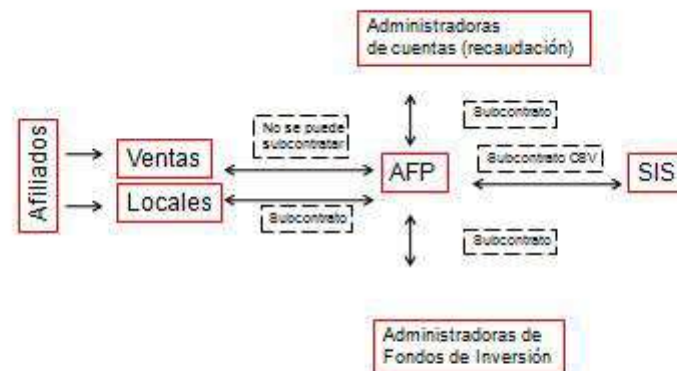 Administradoras
de cuentas (recaudación)
Subcontrato
No se puede
subcontratar
Afiliados
Ventas
AFP
Subcontrato CSV
SIS
Locales
Subcontrato
Subcontrato
Administradoras de
Fondos de Inversión